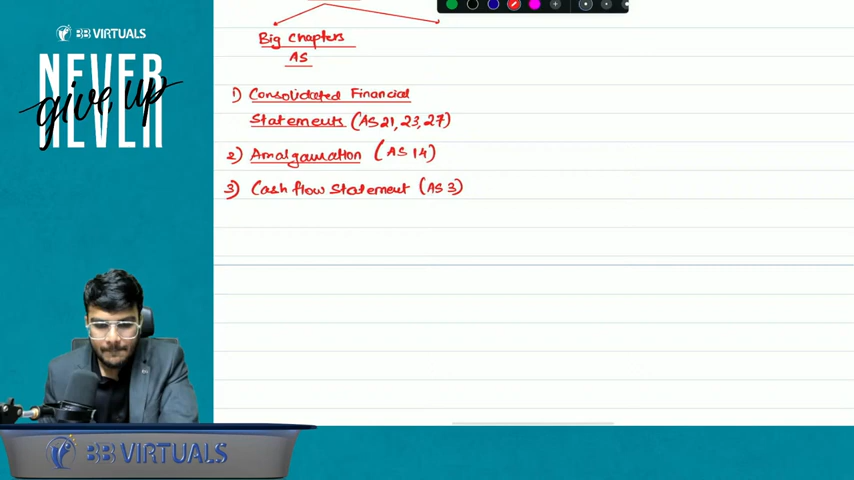 BB VIRTUALS
NEVER
give up
NEVER
Big Chapters
AS
1) Consolidated Financial
Statements (AS 21, 23, 27)
2) Amalgamation (AS 14)
3) Cash flow Statement (AS 3)
BB VIRTUALS